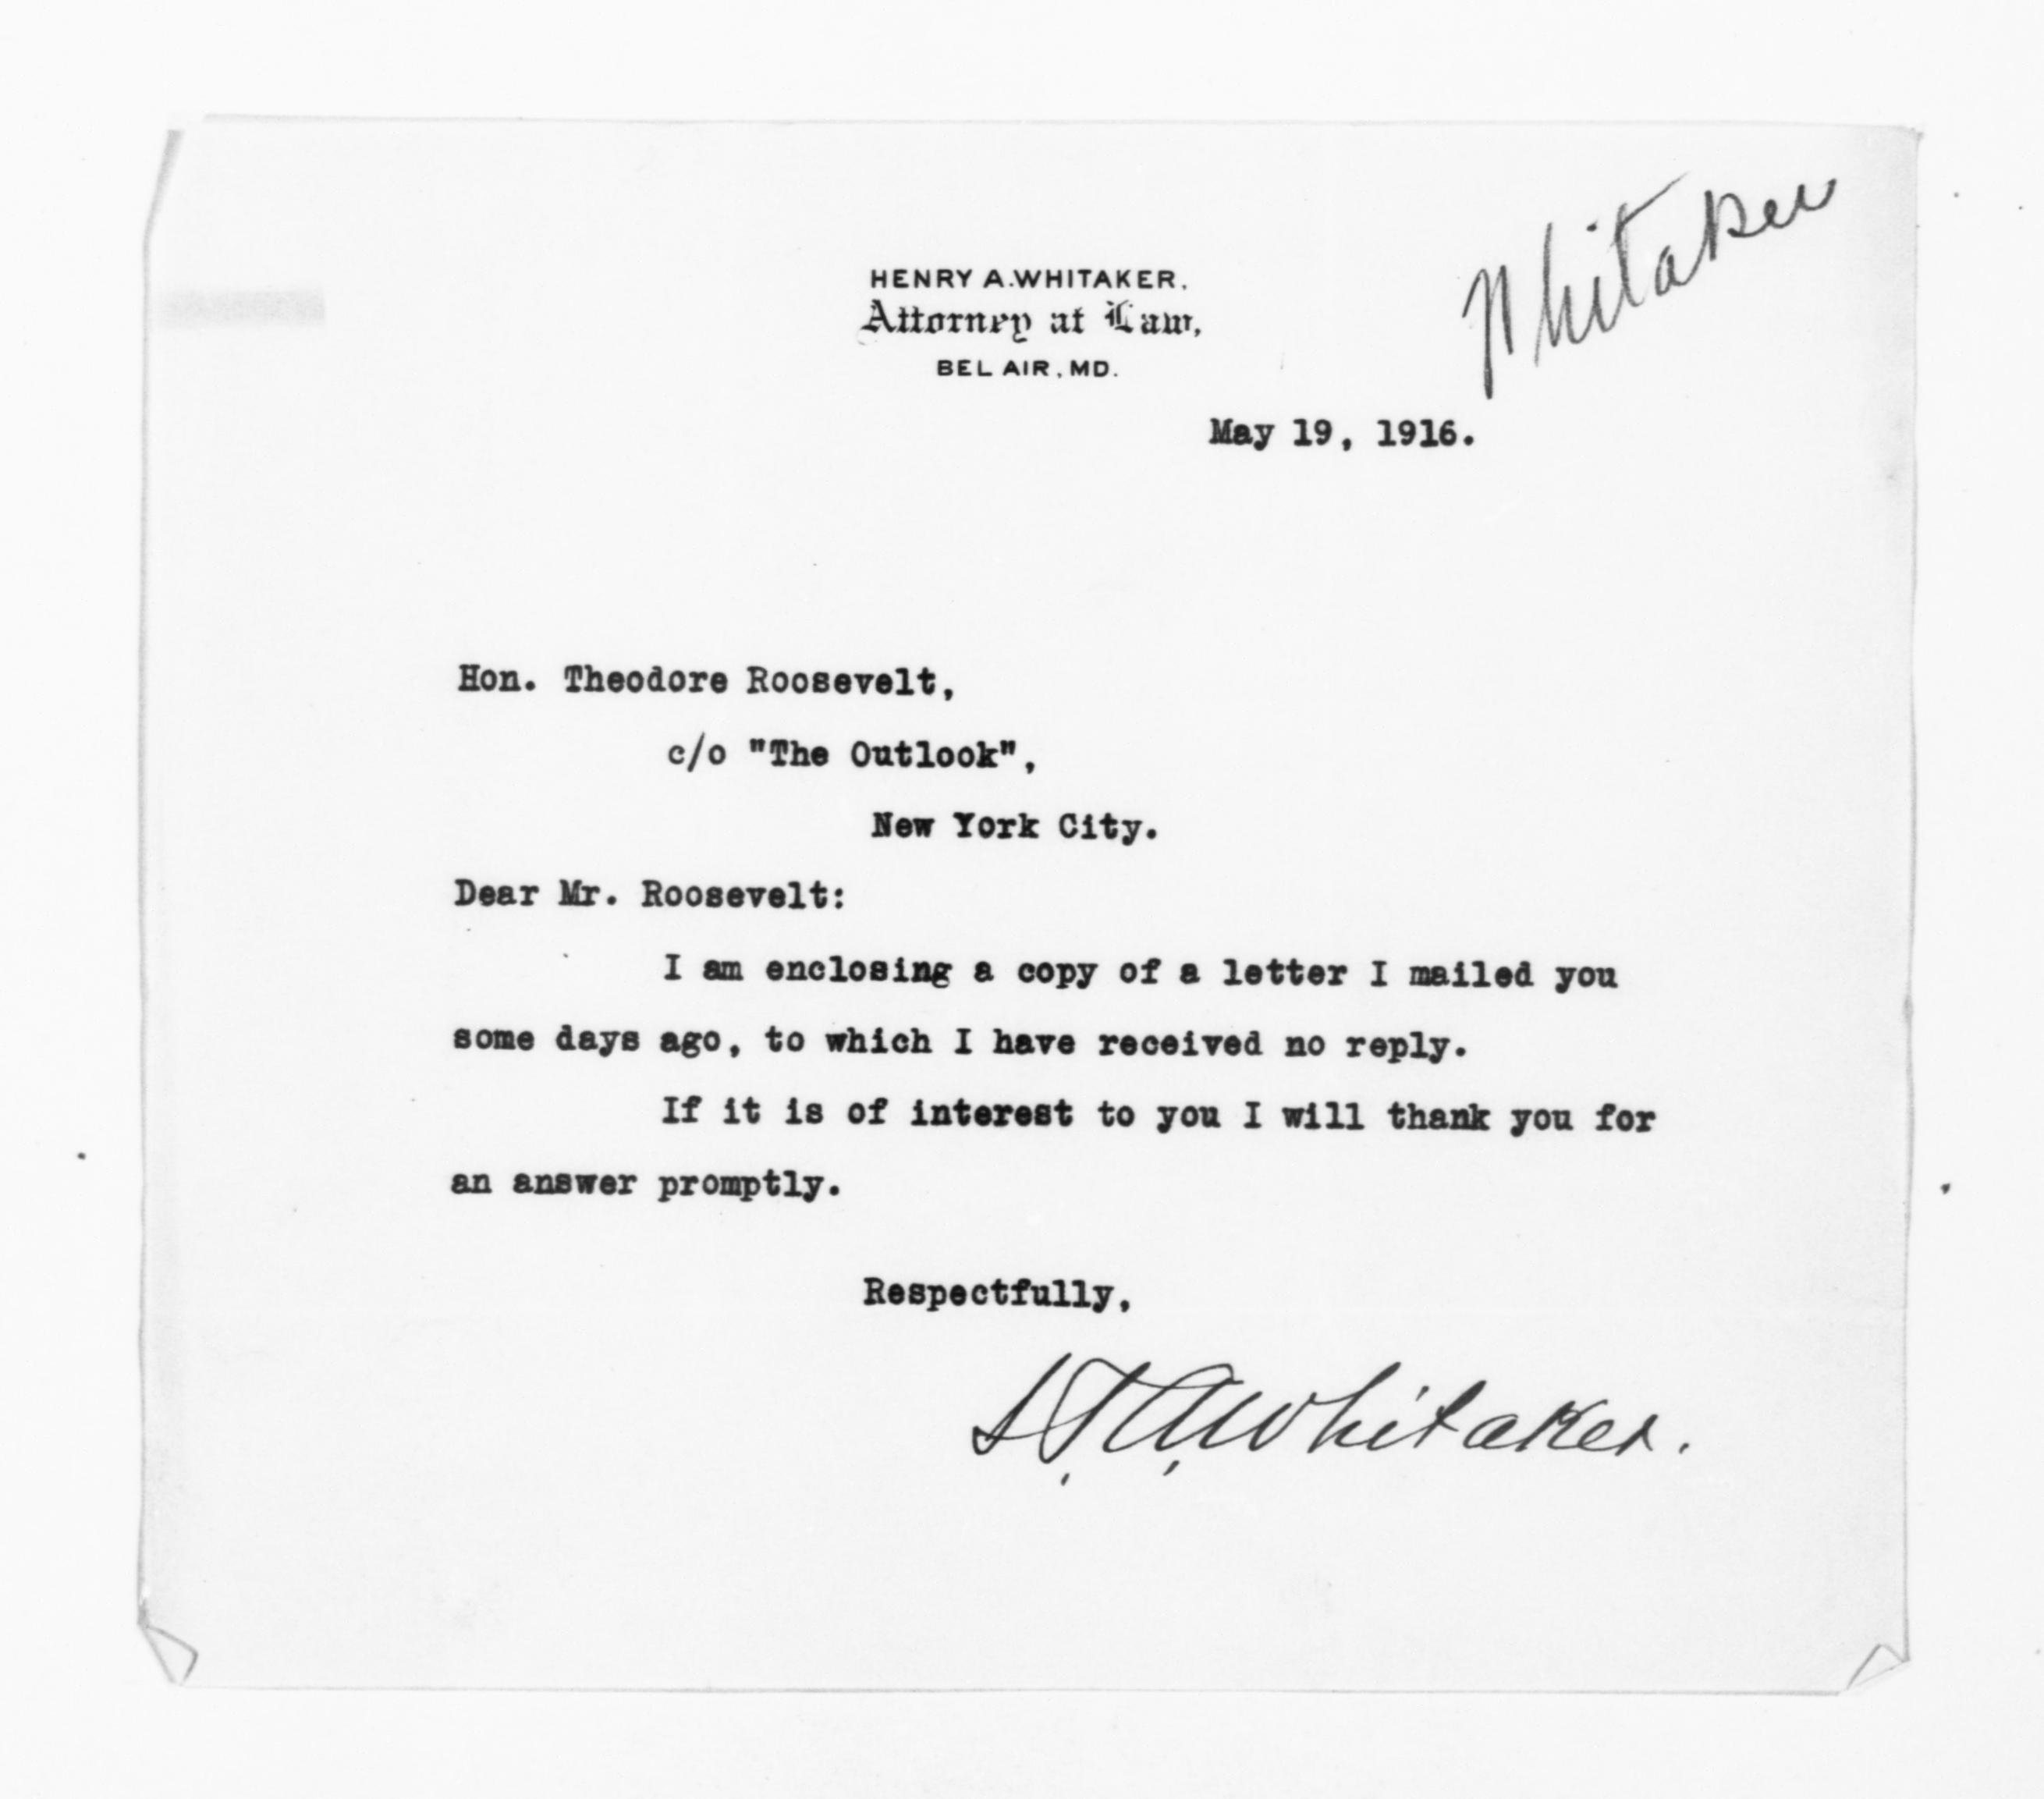 Whitaker
HENRY A. WHITAKER.
Attorney at Law,
BEL AIR, MD.
May 19, 1916.
Hon. Theodore Roosevelt,
c/o "The Outlook",
New York City.
Dear Mr. Roosevelt:
I am enclosing a copy of a letter I mailed you
some days ago, to which I have received no reply.
If it is of interest to you I will thank you for
an answer promptly.
Respectfully,
H. A. Whitaker.